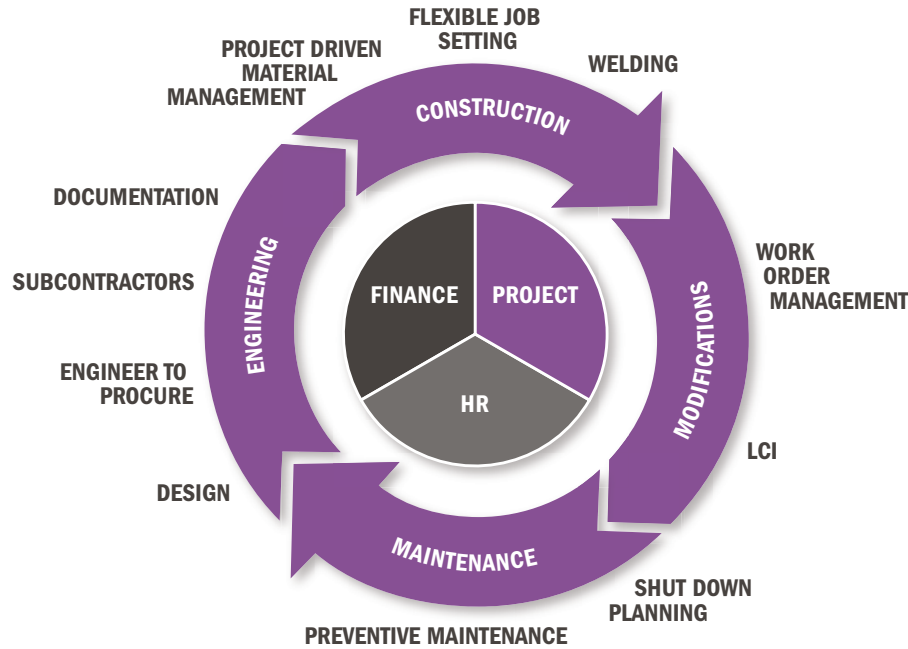 FLEXIBLE JOB
SETTING
PROJECT DRIVEN
MATERIAL
MANAGEMENT
WELDING
CONSTRUCTION
DOCUMENTATION
SUBCONTRACTORS
ENGINEER TO
PROCURE
DESIGN
ENGINEERING
FINANCE
PROJECT
HR
MODIFICATIONS
WORK
ORDER
MANAGEMENT
LCI
MAINTENANCE
SHUT DOWN
PLANNING
PREVENTIVE MAINTENANCE